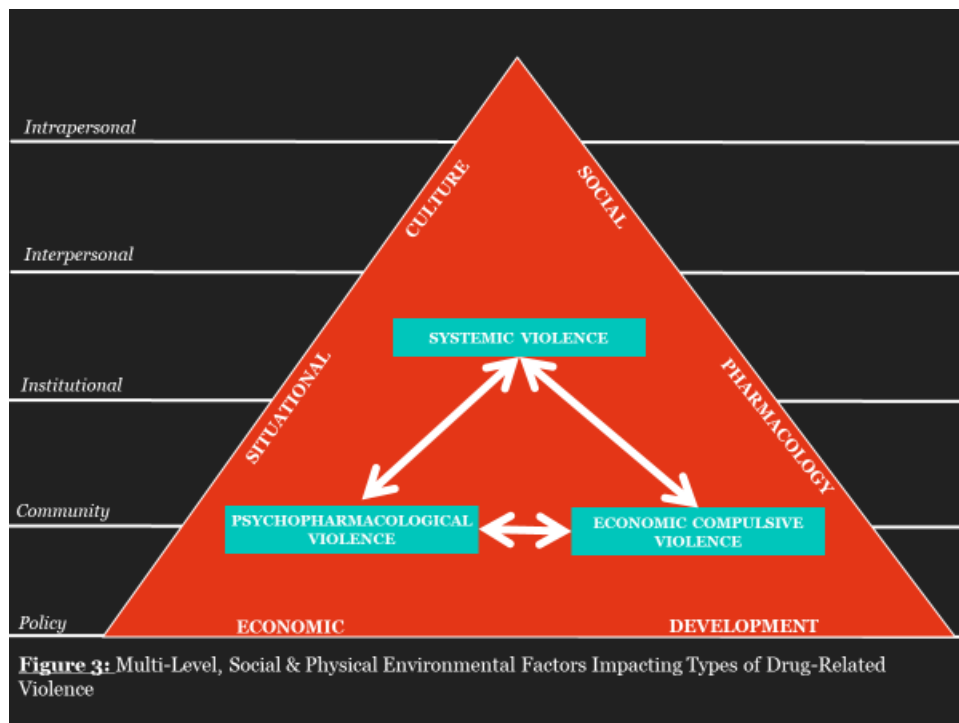 Intrapersonal
CULTURE
SOCIAL
Interpersonal
SYSTEMIC VIOLENCE
Institutional
SITUATIONAL
PHARMACOLOGY
Community
PSYCHOPHARMACOLOGICAL
VIOLENCE
ECONOMIC COMPULSIVE
VIOLENCE
Policy
ECONOMIC
DEVELOPMENT
Figure 3: Multi-Level, Social & Physical Environmental Factors Impacting Types of Drug-Related
Violence